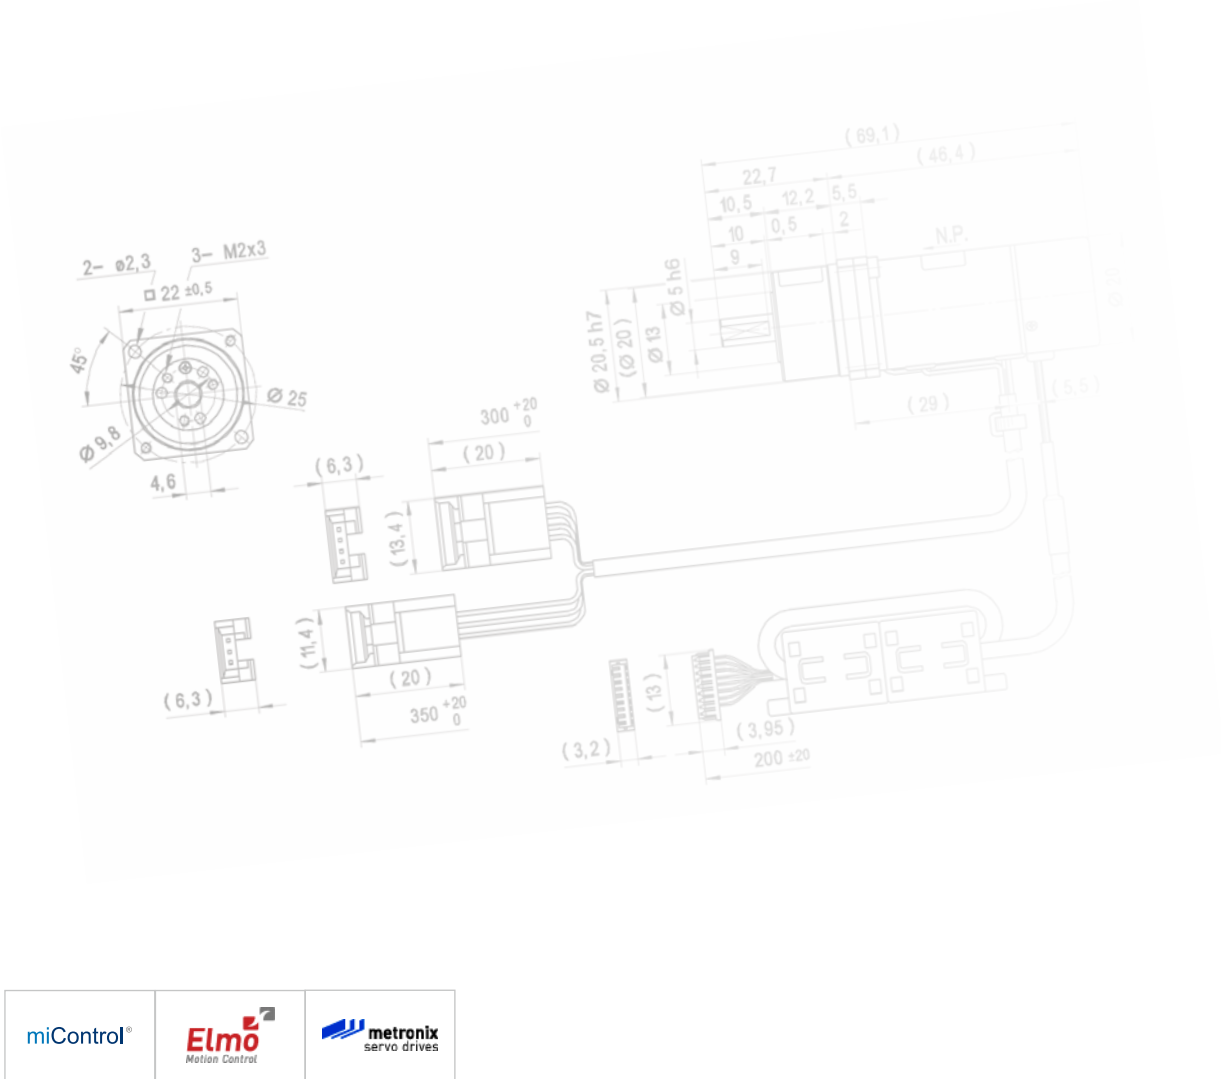 ( 69,1 )
( 46,4 )
22,7
12,2
5,5
10,5
0,5
2
10
9
N.P.
2– ø2,3
3– M2x3
22 ±0,5
45°
Ø 25
Ø 9,8
4,6
Ø 5 h6
Ø 20,5 h7
(Ø 20)
Ø 13
( 29 )
( 5,5 )
300 +20 0
( 20 )
( 6,3 )
( 13,4 )
( 11,4 )
( 20 )
350 +20 0
( 6,3 )
( 13 )
( 3,2 )
( 3,95 )
200 ±20
miControl®
Elmo
Motion Control
metronix
servo drives